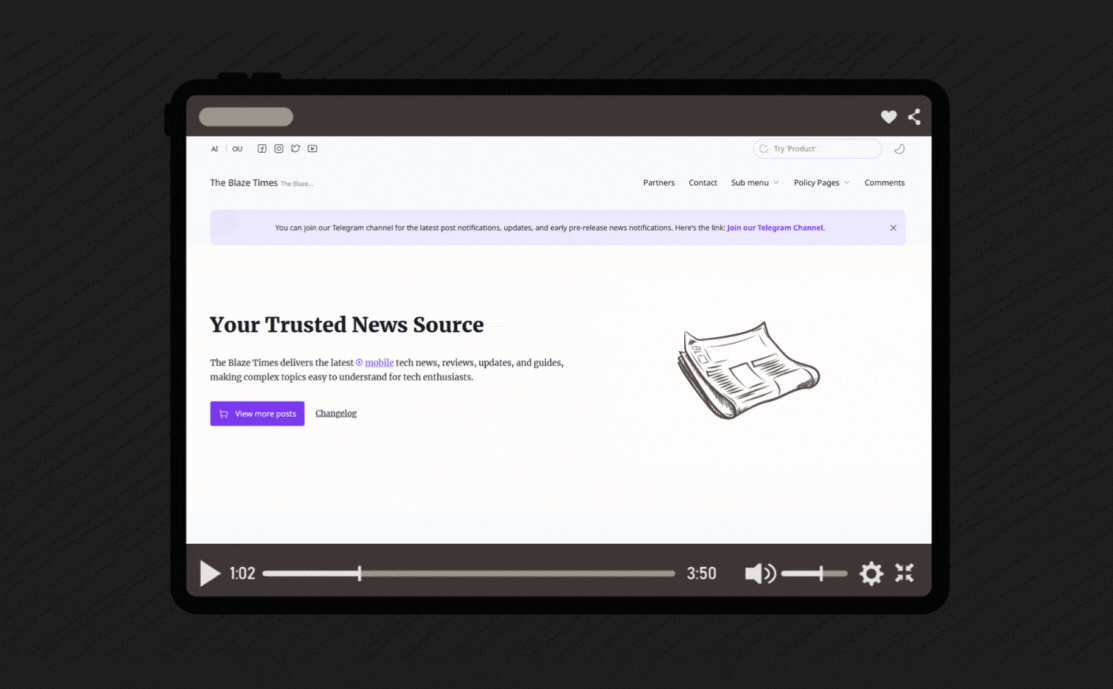 AI | OU
Try 'Product'
The Blaze Times The Blaze...
Partners Contact Sub menu Policy Pages Comments
You can join our Telegram channel for the latest post notifications, updates, and early pre-release news notifications. Here's the link: Join our Telegram Channel.
Your Trusted News Source
The Blaze Times delivers the latest mobile tech news, reviews, updates, and guides,
making complex topics easy to understand for tech enthusiasts.
View more posts Changelog
1:02 3:50